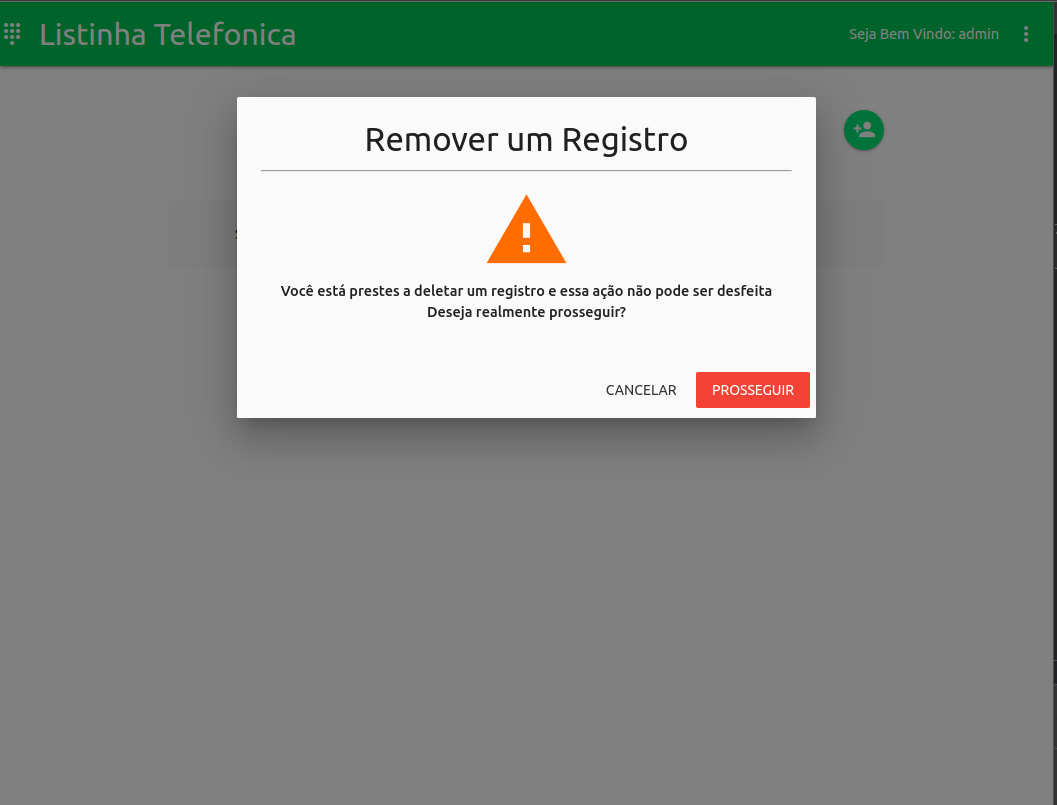 Listinha Telefonica
Seja Bem Vindo: admin
Remover um Registro
Você está prestes a deletar um registro e essa ação não pode ser desfeita
Deseja realmente prosseguir?
CANCELAR
PROSSEGUIR